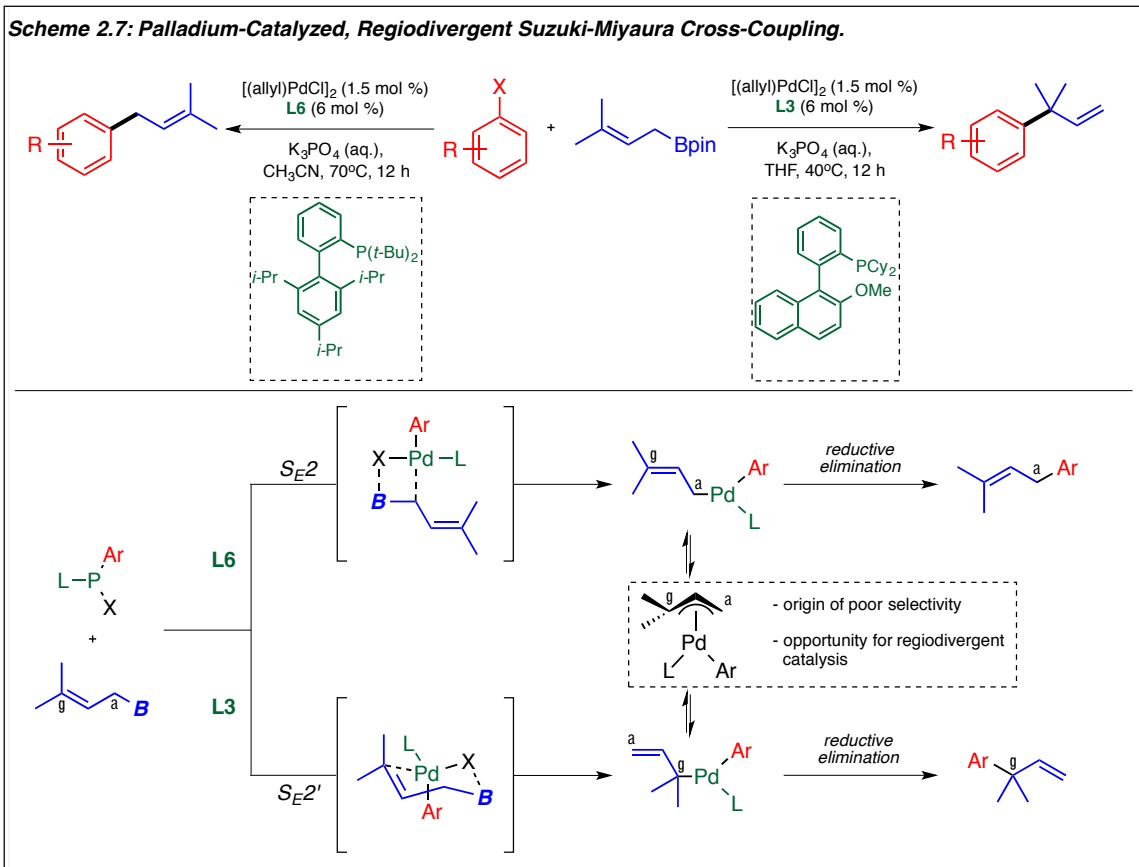 Scheme 2.7: Palladium-Catalyzed, Regiodivergent Suzuki-Miyaura Cross-Coupling.
[(allyl)PdCl]2 (1.5 mol %)
L6 (6 mol %)
K3PO4 (aq.),
CH3CN, 70ºC, 12 h
R
X
R
+
Bpin
[(allyl)PdCl]2 (1.5 mol %)
L3 (6 mol %)
K3PO4 (aq.),
THF, 40ºC, 12 h
R
P(t-Bu)2
i-Pr
i-Pr
i-Pr
PCy2
OMe
L
P
Ar
X
+
g
a
B
L6
L3
SE2
Ar
X
Pd
L
B
g
a
Pd
Ar
L
reductive
elimination
a
Ar
g
a
Pd
L
Ar
- origin of poor selectivity
- opportunity for regiodivergent
catalysis
SE2'
L
Pd
X
Ar
B
a
g
Pd
Ar
L
reductive
elimination
Ar
g